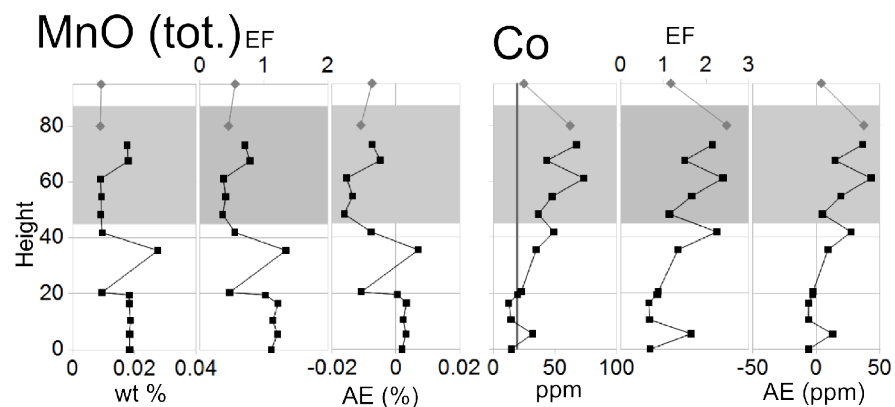 MnO (tot.) EF
Co
EF
0 1 2
0 1 2 3
Height
80
60
40
20
0
0 0.02 0.04
-0.02 0 0.02
0 50 100
-50 0 50
wt %
AE (%)
ppm
AE (ppm)